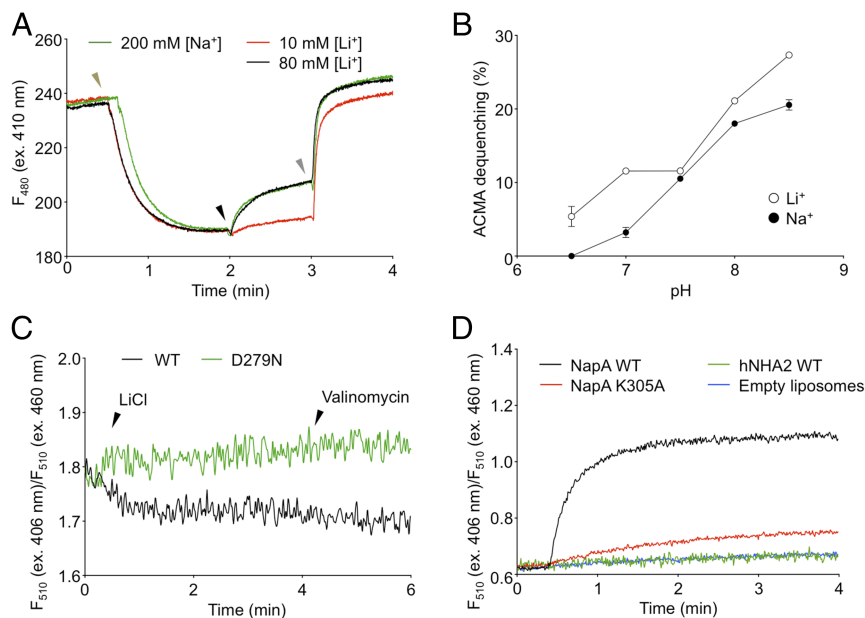 A
200 mM [Na⁺]
10 mM [Li⁺]
80 mM [Li⁺]
260
240
220
200
180
F₄₈₀ (ex. 410 nm)
0 1 2 3 4
Time (min)
B
ACMA dequenching (%)
30
20
10
0
Li⁺
Na⁺
6 7 8 9
pH
C
WT
D279N
2.0
1.9
1.8
1.7
1.6
LiCl
Valinomycin
F₅₁₀ (ex. 406 nm)/F₅₁₀ (ex. 460 nm)
0 2 4 6
Time (min)
D
1.4
1.2
1.0
0.8
0.6
NapA WT
hNHA2 WT
NapA K305A
Empty liposomes
F₅₁₀ (ex. 406 nm)/F₅₁₀ (ex. 460 nm)
0 1 2 3 4
Time (min)